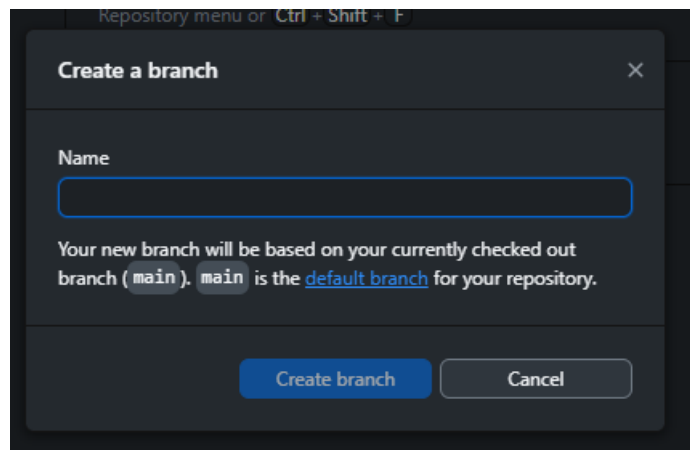 Repository menu or Ctrl + Shift + F
Create a branch
Name
Your new branch will be based on your currently checked out
branch (main). main is the default branch for your repository.
Create branch
Cancel